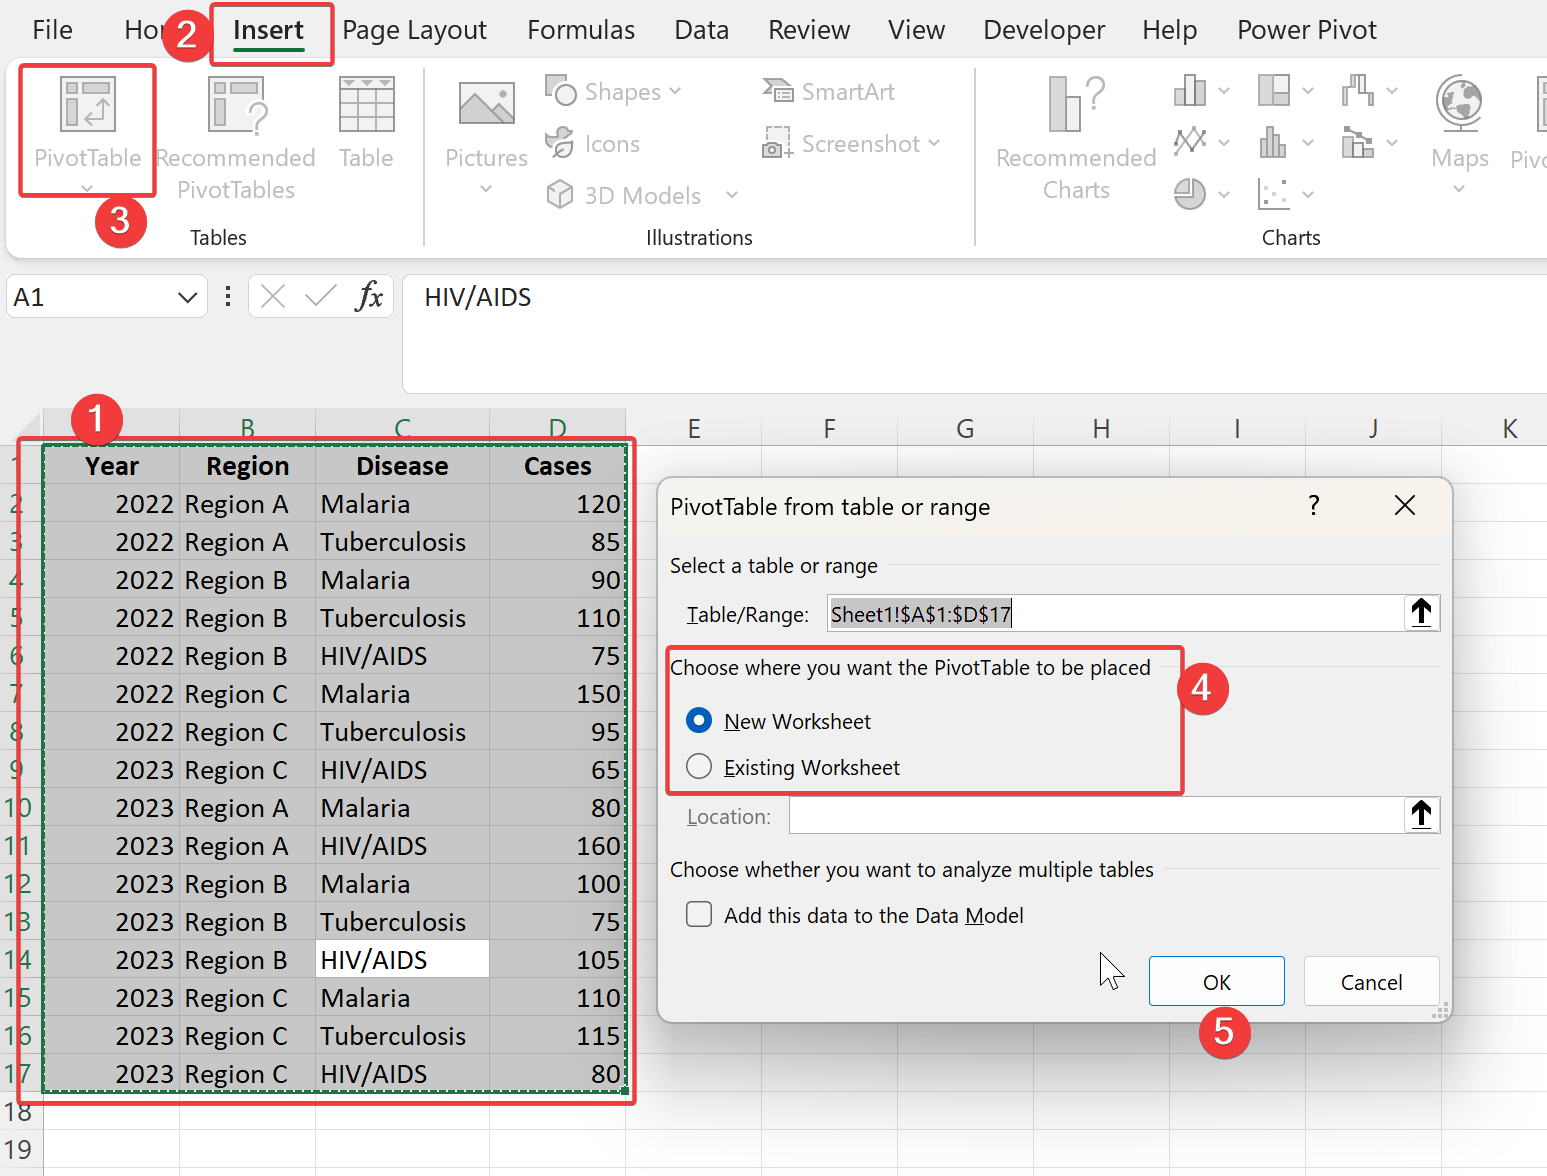 File Ho 2 Insert Page Layout Formulas Data Review View Developer Help Power Pivot
Shapes SmartArt
Icons Screenshot
PivotTable Recommended PivotTables Table Pictures Recommended Charts Maps Pivo
3D Models
3
Tables Illustrations Charts
A1 fx HIV/AIDS
1
B C D E F G H I J K
1 Year Region Disease Cases
2 2022 Region A Malaria 120
3 2022 Region A Tuberculosis 85
4 2022 Region B Malaria 90
5 2022 Region B Tuberculosis 110
6 2022 Region B HIV/AIDS 75
7 2022 Region C Malaria 150
8 2022 Region C Tuberculosis 95
9 2023 Region C HIV/AIDS 65
10 2023 Region A Malaria 80
11 2023 Region A HIV/AIDS 160
12 2023 Region B Malaria 100
13 2023 Region B Tuberculosis 75
14 2023 Region B HIV/AIDS 105
15 2023 Region C Malaria 110
16 2023 Region C Tuberculosis 115
17 2023 Region C HIV/AIDS 80
18
19
PivotTable from table or range ?
Select a table or range
Table/Range: Sheet1!$A$1:$D$17
Choose where you want the PivotTable to be placed
4
New Worksheet
Existing Worksheet
Location:
Choose whether you want to analyze multiple tables
Add this data to the Data Model
OK Cancel
5